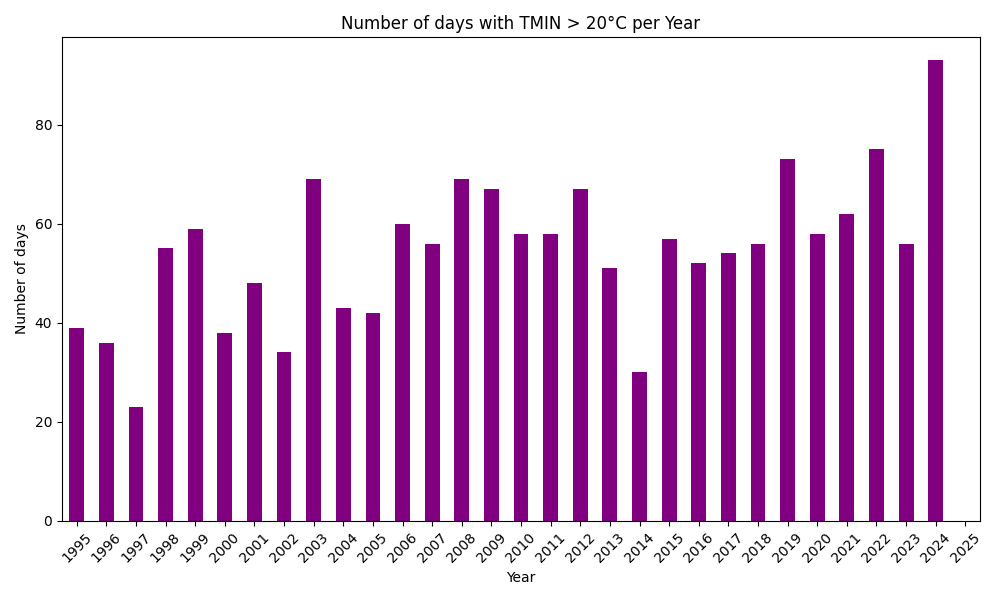 Number of days with TMIN > 20°C per Year
Number of days
80
60
40
20
0
1995 1996 1997 1998 1999 2000 2001 2002 2003 2004 2005 2006 2007 2008 2009 2010 2011 2012 2013 2014 2015 2016 2017 2018 2019 2020 2021 2022 2023 2024 2025
Year